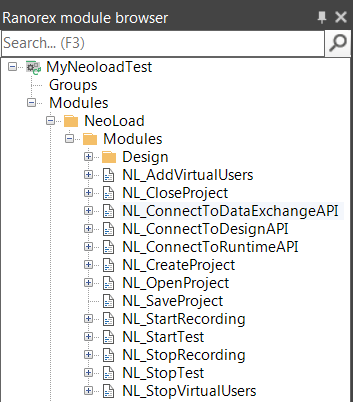 Ranorex module browser
Search... (F3)
MyNeoloadTest
Groups
Modules
NeoLoad
Modules
Design
NL_AddVirtualUsers
NL_CloseProject
NL_ConnectToDataExchangeAPI
NL_ConnectToDesignAPI
NL_ConnectToRuntimeAPI
NL_CreateProject
NL_OpenProject
NL_SaveProject
NL_StartRecording
NL_StartTest
NL_StopRecording
NL_StopTest
NL_StopVirtualUsers